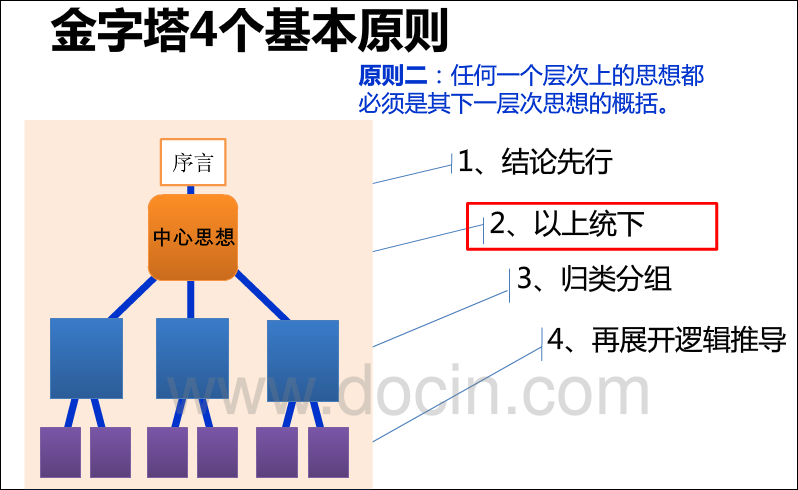 金字塔4个基本原则
原则二：任何一个层次上的思想都
必须是其下一层次思想的概括。
序言
中心思想
1、结论先行
2、以上统下
3、归类分组
4、再展开逻辑推导
www.docin.com